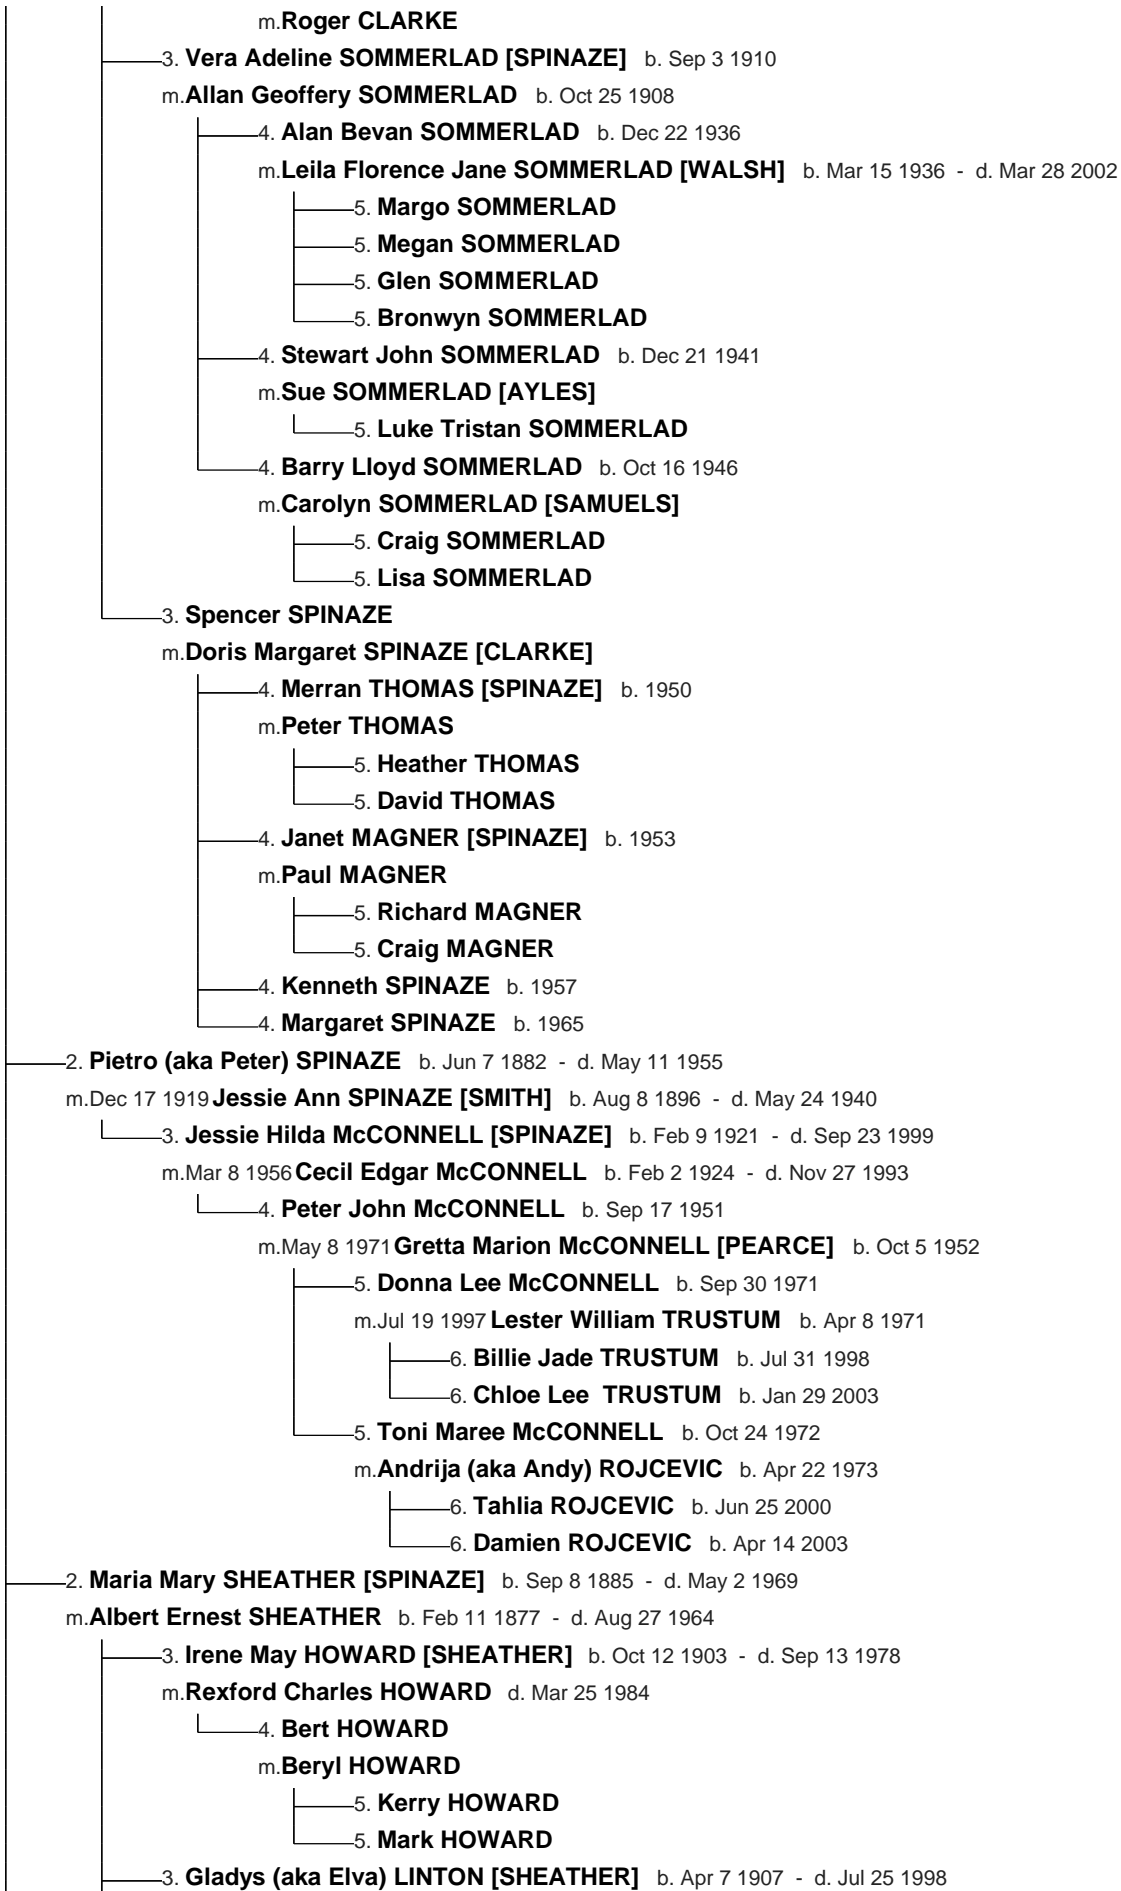 m.Roger CLARKE
3. Vera Adeline SOMMERLAD [SPINAZE] b. Sep 3 1910
m.Allan Geoffery SOMMERLAD b. Oct 25 1908
4. Alan Bevan SOMMERLAD b. Dec 22 1936
m.Leila Florence Jane SOMMERLAD [WALSH] b. Mar 15 1936 - d. Mar 28 2002
5. Margo SOMMERLAD
5. Megan SOMMERLAD
5. Glen SOMMERLAD
5. Bronwyn SOMMERLAD
4. Stewart John SOMMERLAD b. Dec 21 1941
m.Sue SOMMERLAD [AYLES]
5. Luke Tristan SOMMERLAD
4. Barry Lloyd SOMMERLAD b. Oct 16 1946
m.Carolyn SOMMERLAD [SAMUELS]
5. Craig SOMMERLAD
5. Lisa SOMMERLAD
3. Spencer SPINAZE
m.Doris Margaret SPINAZE [CLARKE]
4. Merran THOMAS [SPINAZE] b. 1950
m.Peter THOMAS
5. Heather THOMAS
5. David THOMAS
4. Janet MAGNER [SPINAZE] b. 1953
m.Paul MAGNER
5. Richard MAGNER
5. Craig MAGNER
4. Kenneth SPINAZE b. 1957
4. Margaret SPINAZE b. 1965
2. Pietro (aka Peter) SPINAZE b. Jun 7 1882 - d. May 11 1955
m.Dec 17 1919 Jessie Ann SPINAZE [SMITH] b. Aug 8 1896 - d. May 24 1940
3. Jessie Hilda McCONNELL [SPINAZE] b. Feb 9 1921 - d. Sep 23 1999
m.Mar 8 1956 Cecil Edgar McCONNELL b. Feb 2 1924 - d. Nov 27 1993
4. Peter John McCONNELL b. Sep 17 1951
m.May 8 1971 Gretta Marion McCONNELL [PEARCE] b. Oct 5 1952
5. Donna Lee McCONNELL b. Sep 30 1971
m.Jul 19 1997 Lester William TRUSTUM b. Apr 8 1971
6. Billie Jade TRUSTUM b. Jul 31 1998
6. Chloe Lee TRUSTUM b. Jan 29 2003
5. Toni Maree McCONNELL b. Oct 24 1972
m.Andrija (aka Andy) ROJCEVIC b. Apr 22 1973
6. Tahlia ROJCEVIC b. Jun 25 2000
6. Damien ROJCEVIC b. Apr 14 2003
2. Maria Mary SHEATHER [SPINAZE] b. Sep 8 1885 - d. May 2 1969
m.Albert Ernest SHEATHER b. Feb 11 1877 - d. Aug 27 1964
3. Irene May HOWARD [SHEATHER] b. Oct 12 1903 - d. Sep 13 1978
m.Rexford Charles HOWARD d. Mar 25 1984
4. Bert HOWARD
m.Beryl HOWARD
5. Kerry HOWARD
5. Mark HOWARD
3. Gladys (aka Elva) LINTON [SHEATHER] b. Apr 7 1907 - d. Jul 25 1998